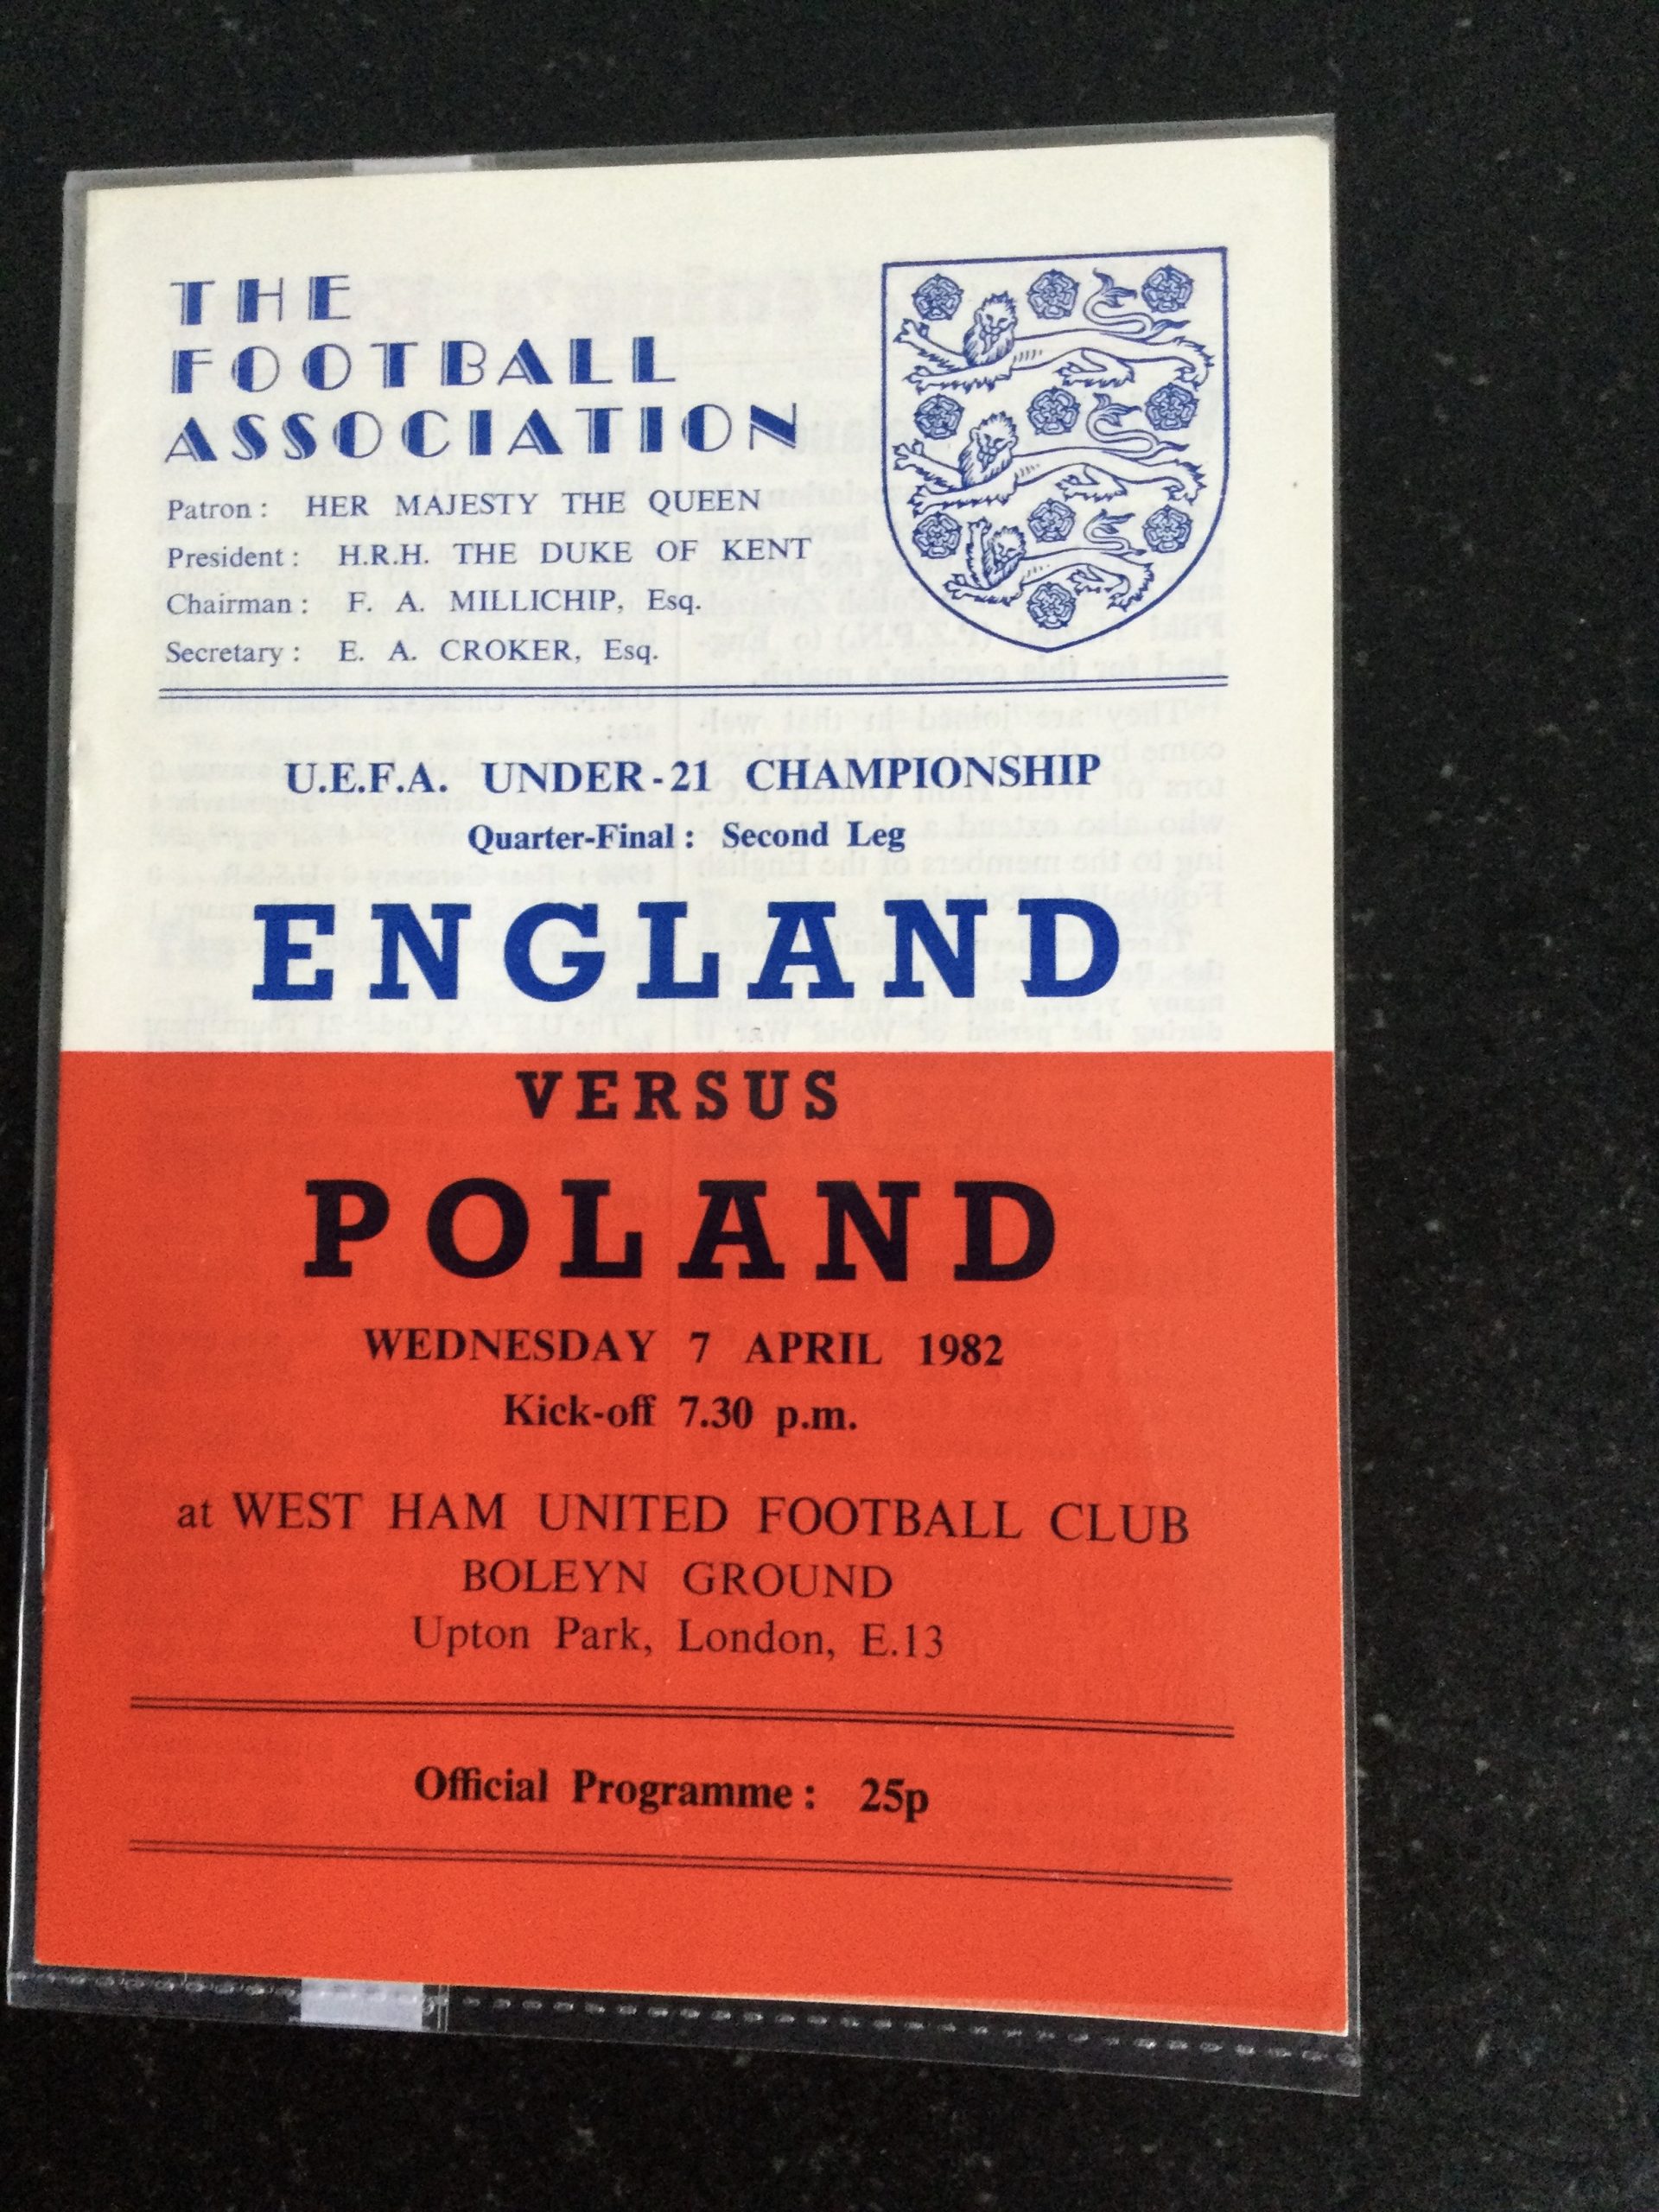 THE
FOOTBALL
ASSOCIATION
Patron : HER MAJESTY THE QUEEN
President : H.R.H. THE DUKE OF KENT
Chairman : F. A. MILLICHIP, Esq.
Secretary : E. A. CROKER, Esq.
U.E.F.A. UNDER-21 CHAMPIONSHIP
Quarter-Final : Second Leg
ENGLAND
VERSUS
POLAND
WEDNESDAY 7 APRIL 1982
Kick-off 7.30 p.m.
at WEST HAM UNITED FOOTBALL CLUB
BOLEYN GROUND
Upton Park, London, E.13
Official Programme : 25p